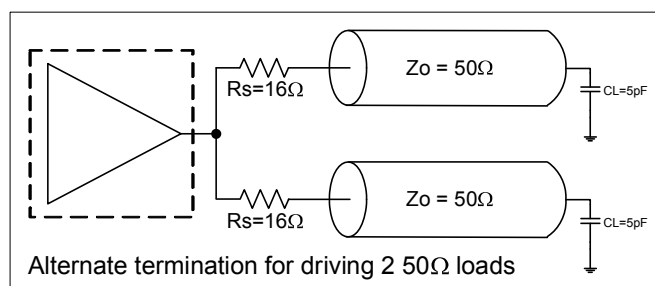 Rs=16Ω
Zo = 50Ω
CL=5pF
Rs=16Ω
Zo = 50Ω
CL=5pF
Alternate termination for driving 2 50Ω loads